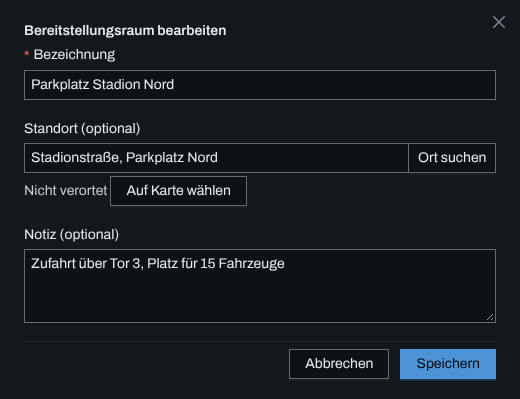 Bereitstellungsraum bearbeiten
* Bezeichnung
Parkplatz Stadion Nord
Standort (optional)
Stadionstraße, Parkplatz Nord
Ort suchen
Nicht verortet
Auf Karte wählen
Notiz (optional)
Zufahrt über Tor 3, Platz für 15 Fahrzeuge
Abbrechen
Speichern